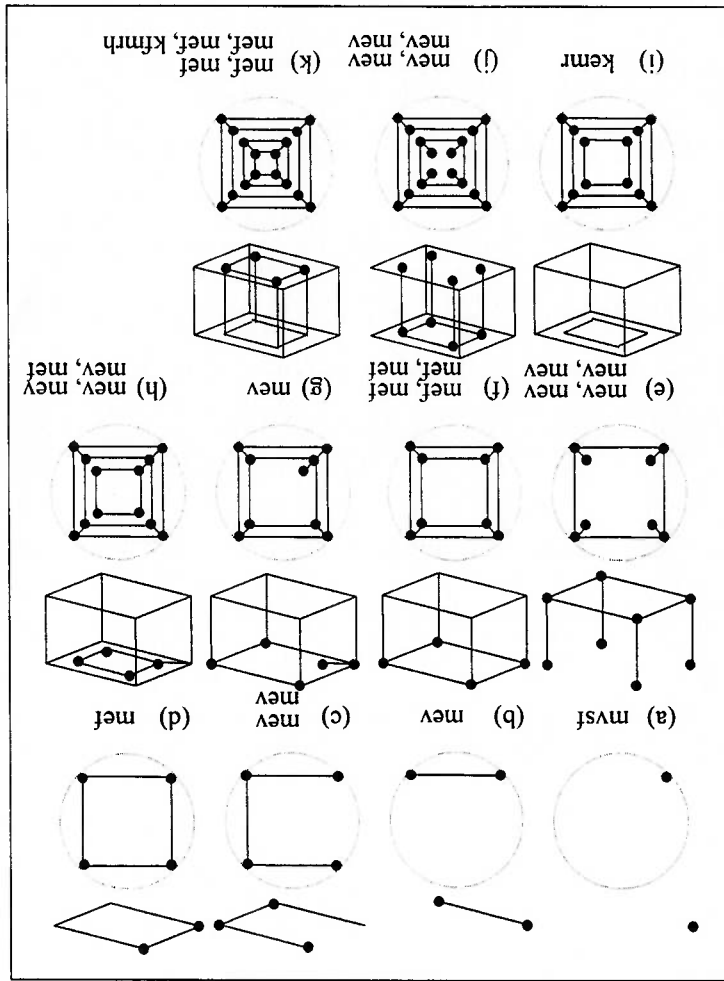 (a) mvsf
(b) mev
(c) mev
mev
(d) mef
(e) mev, mev
mev, mev
(f) mef, mef
mef, mef
(g) mev
(h) mev, mev
mev, mef
(i) kemr
(j) mev, mev
mev, mev
(k) mef, mef
mef, mef, kfmrh